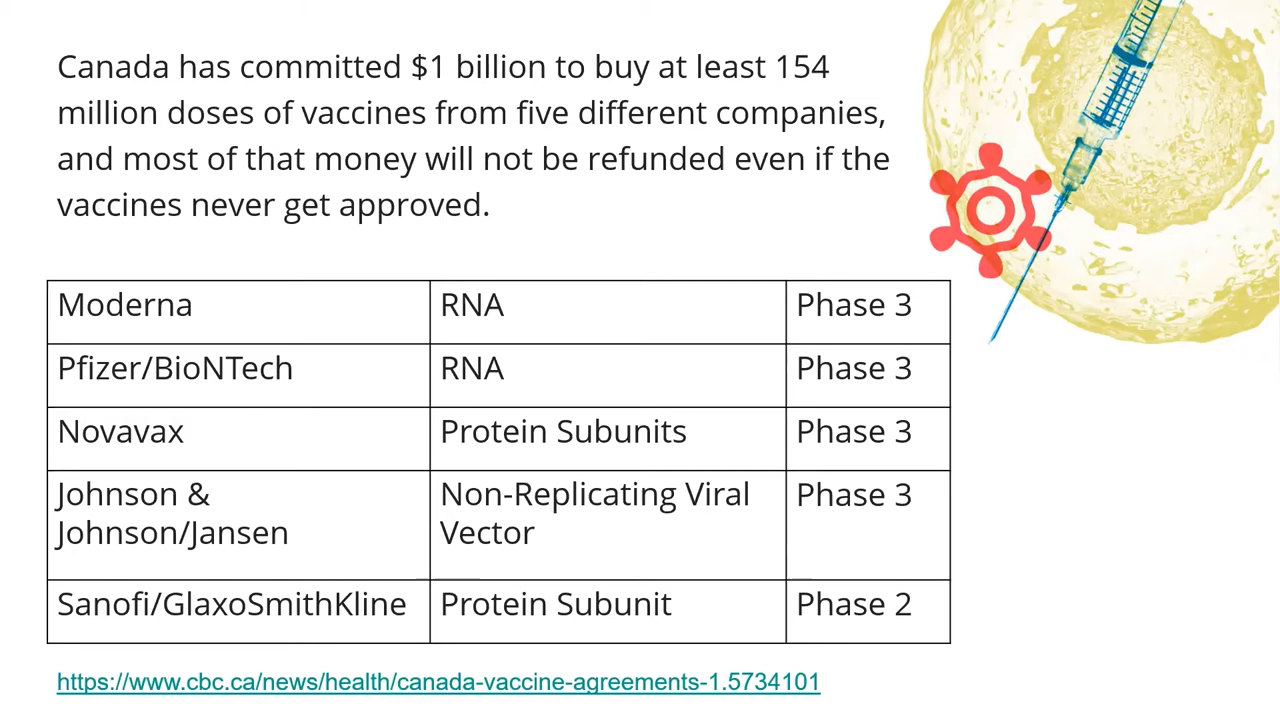 Canada has committed $1 billion to buy at least 154
million doses of vaccines from five different companies,
and most of that money will not be refunded even if the
vaccines never get approved.
Moderna RNA Phase 3
Pfizer/BioNTech RNA Phase 3
Novavax Protein Subunits Phase 3
Johnson & Non-Replicating Viral Phase 3
Johnson/Jansen Vector
Sanofi/GlaxoSmithKline Protein Subunit Phase 2
https://www.cbc.ca/news/health/canada-vaccine-agreements-1.5734101